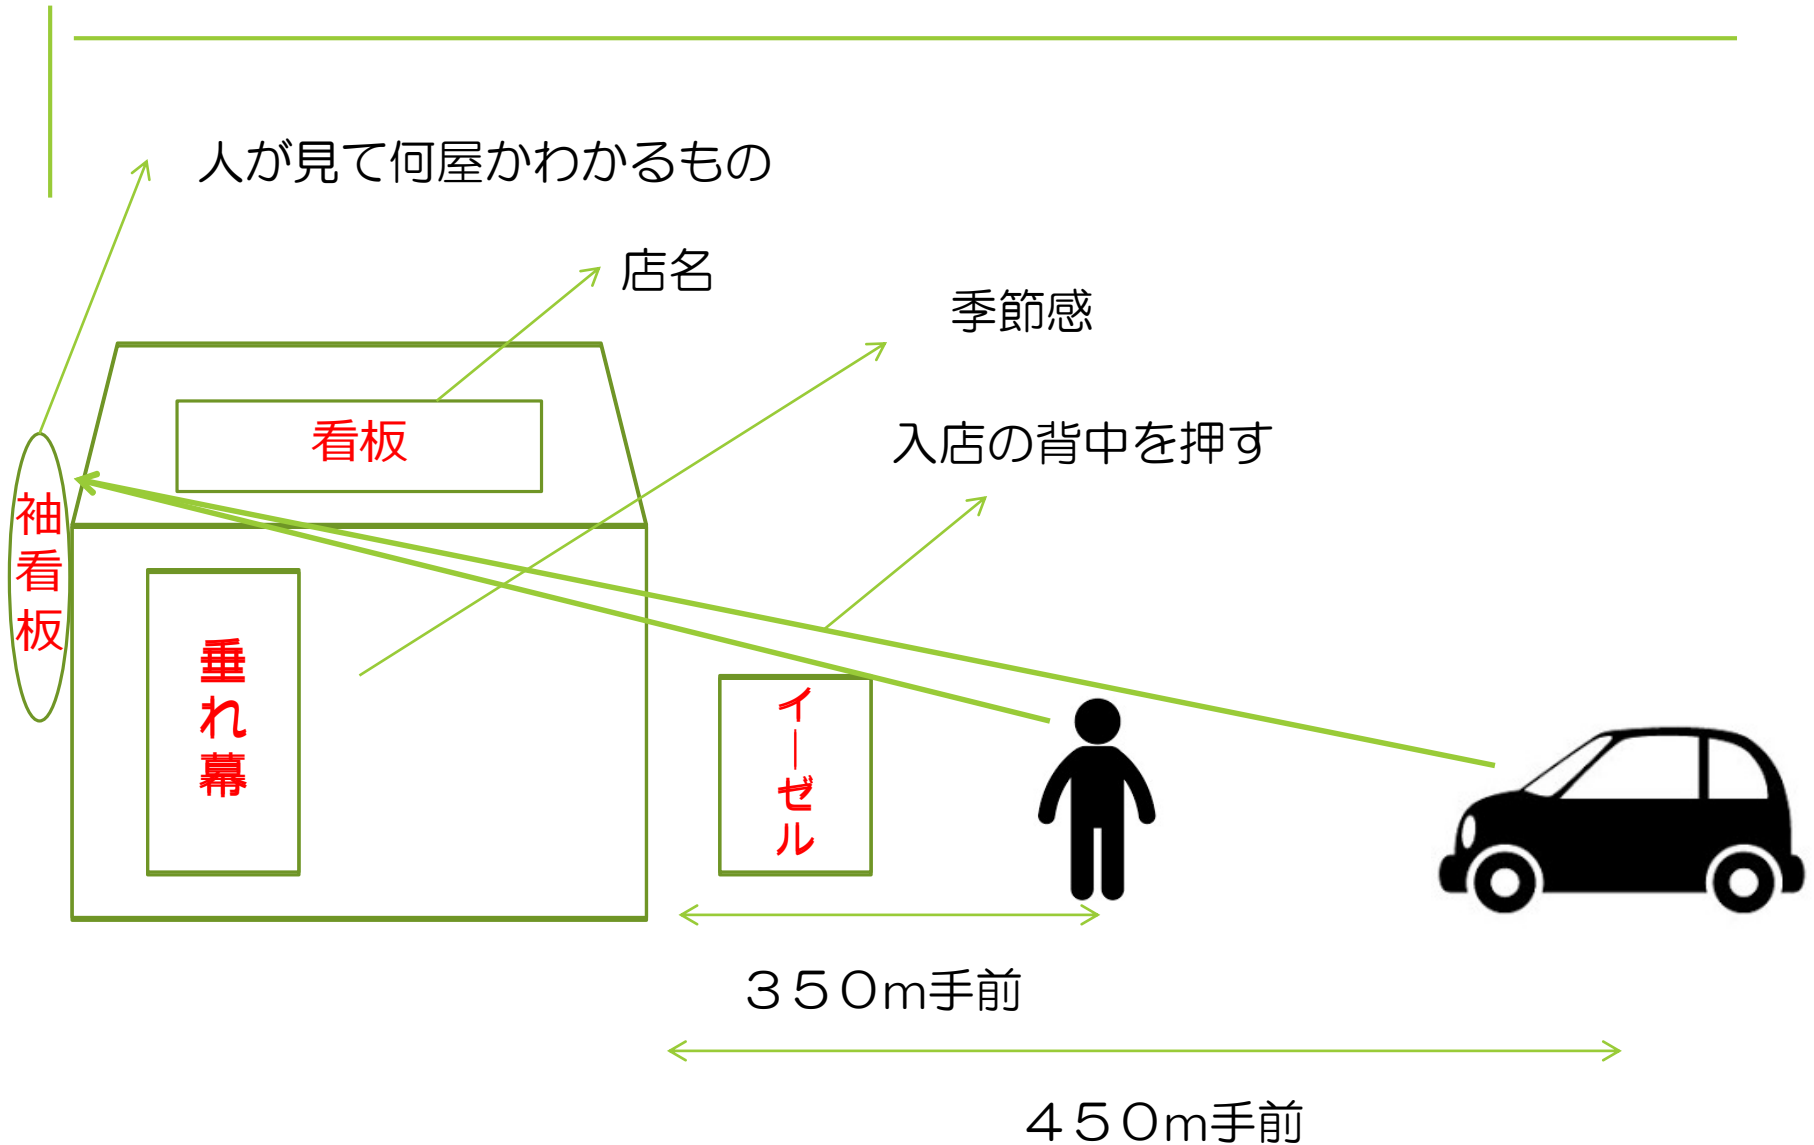 人が見て何屋かわかるもの
店名
季節感
入店の背中を押す
看板
袖看板
垂れ幕
イーゼル
３５０ｍ手前
４５０ｍ手前